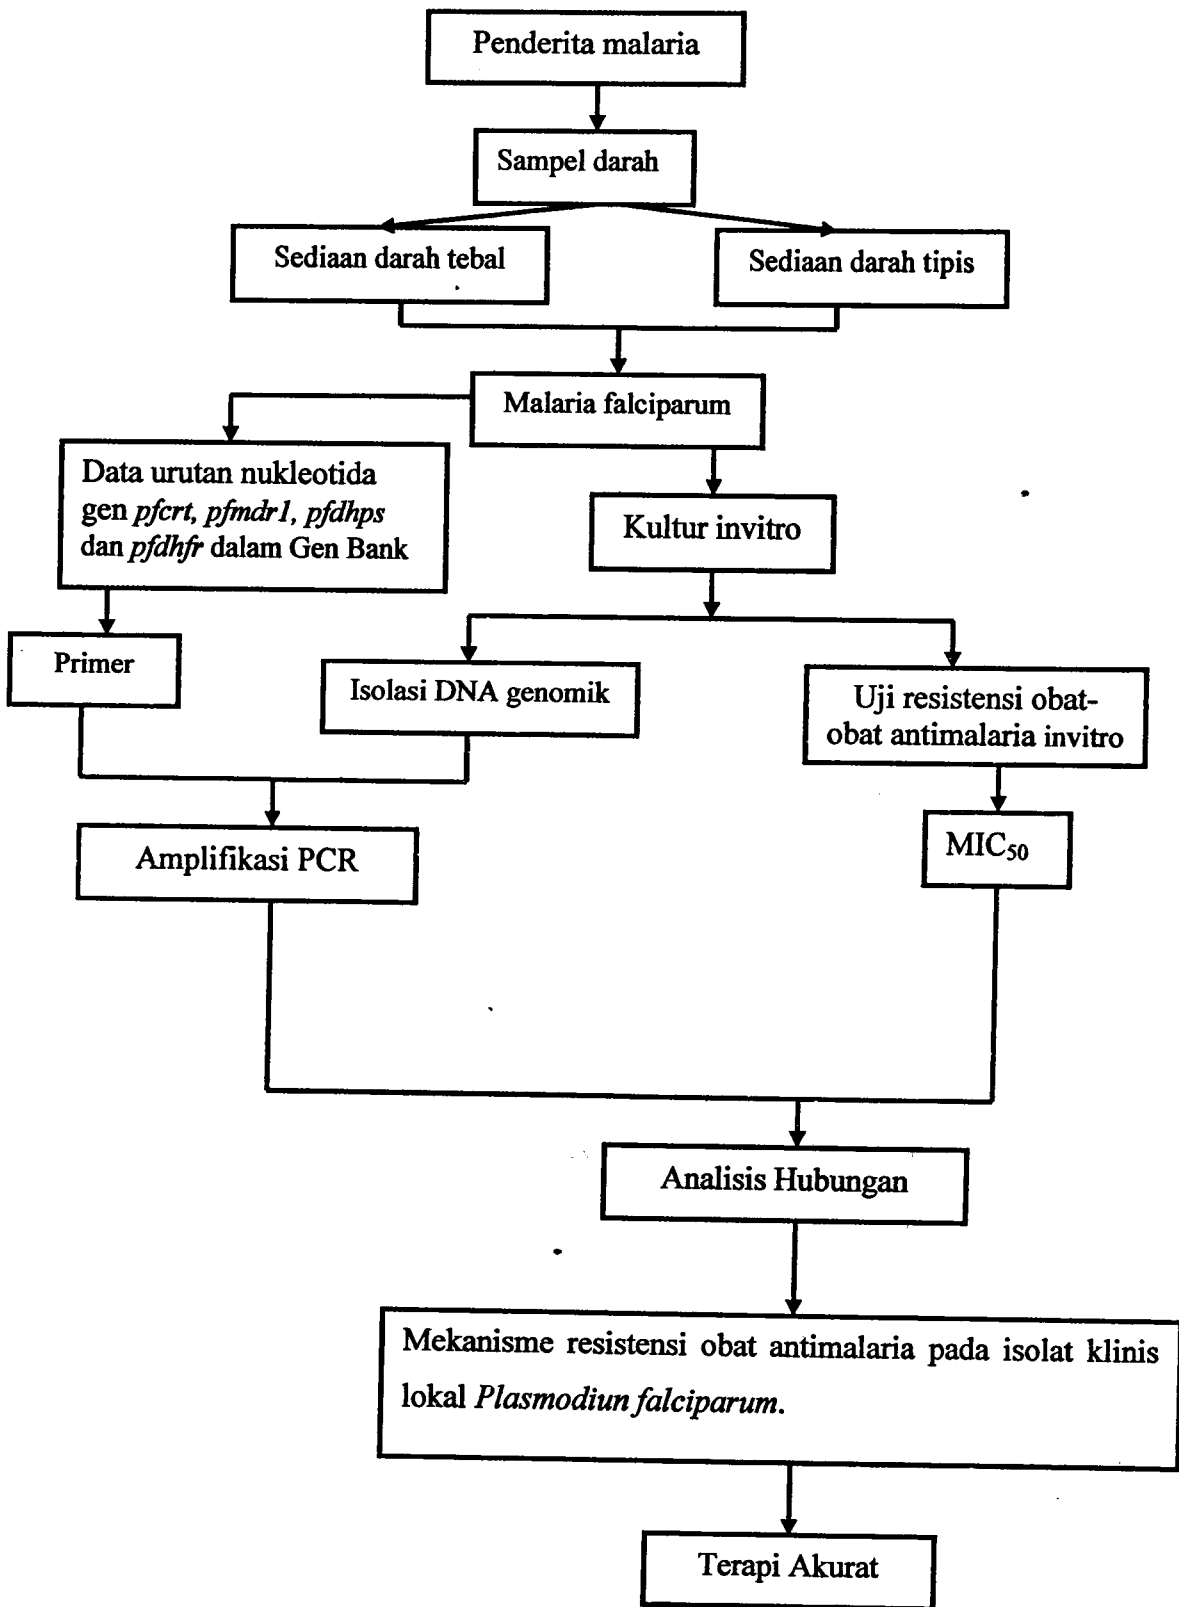 Penderita malaria
Sampel darah
Sediaan darah tebal
Sediaan darah tipis
Malaria falciparum
Data urutan nukleotida
gen pfcrt, pfmdr1, pfdhps
dan pfdhfr dalam Gen Bank
Kultur invitro
Primer
Isolasi DNA genomik
Uji resistensi obat-
obat antimalaria invitro
Amplifikasi PCR
MIC50
Analisis Hubungan
Mekanisme resistensi obat antimalaria pada isolat klinis
lokal Plasmodiun falciparum.
Terapi Akurat